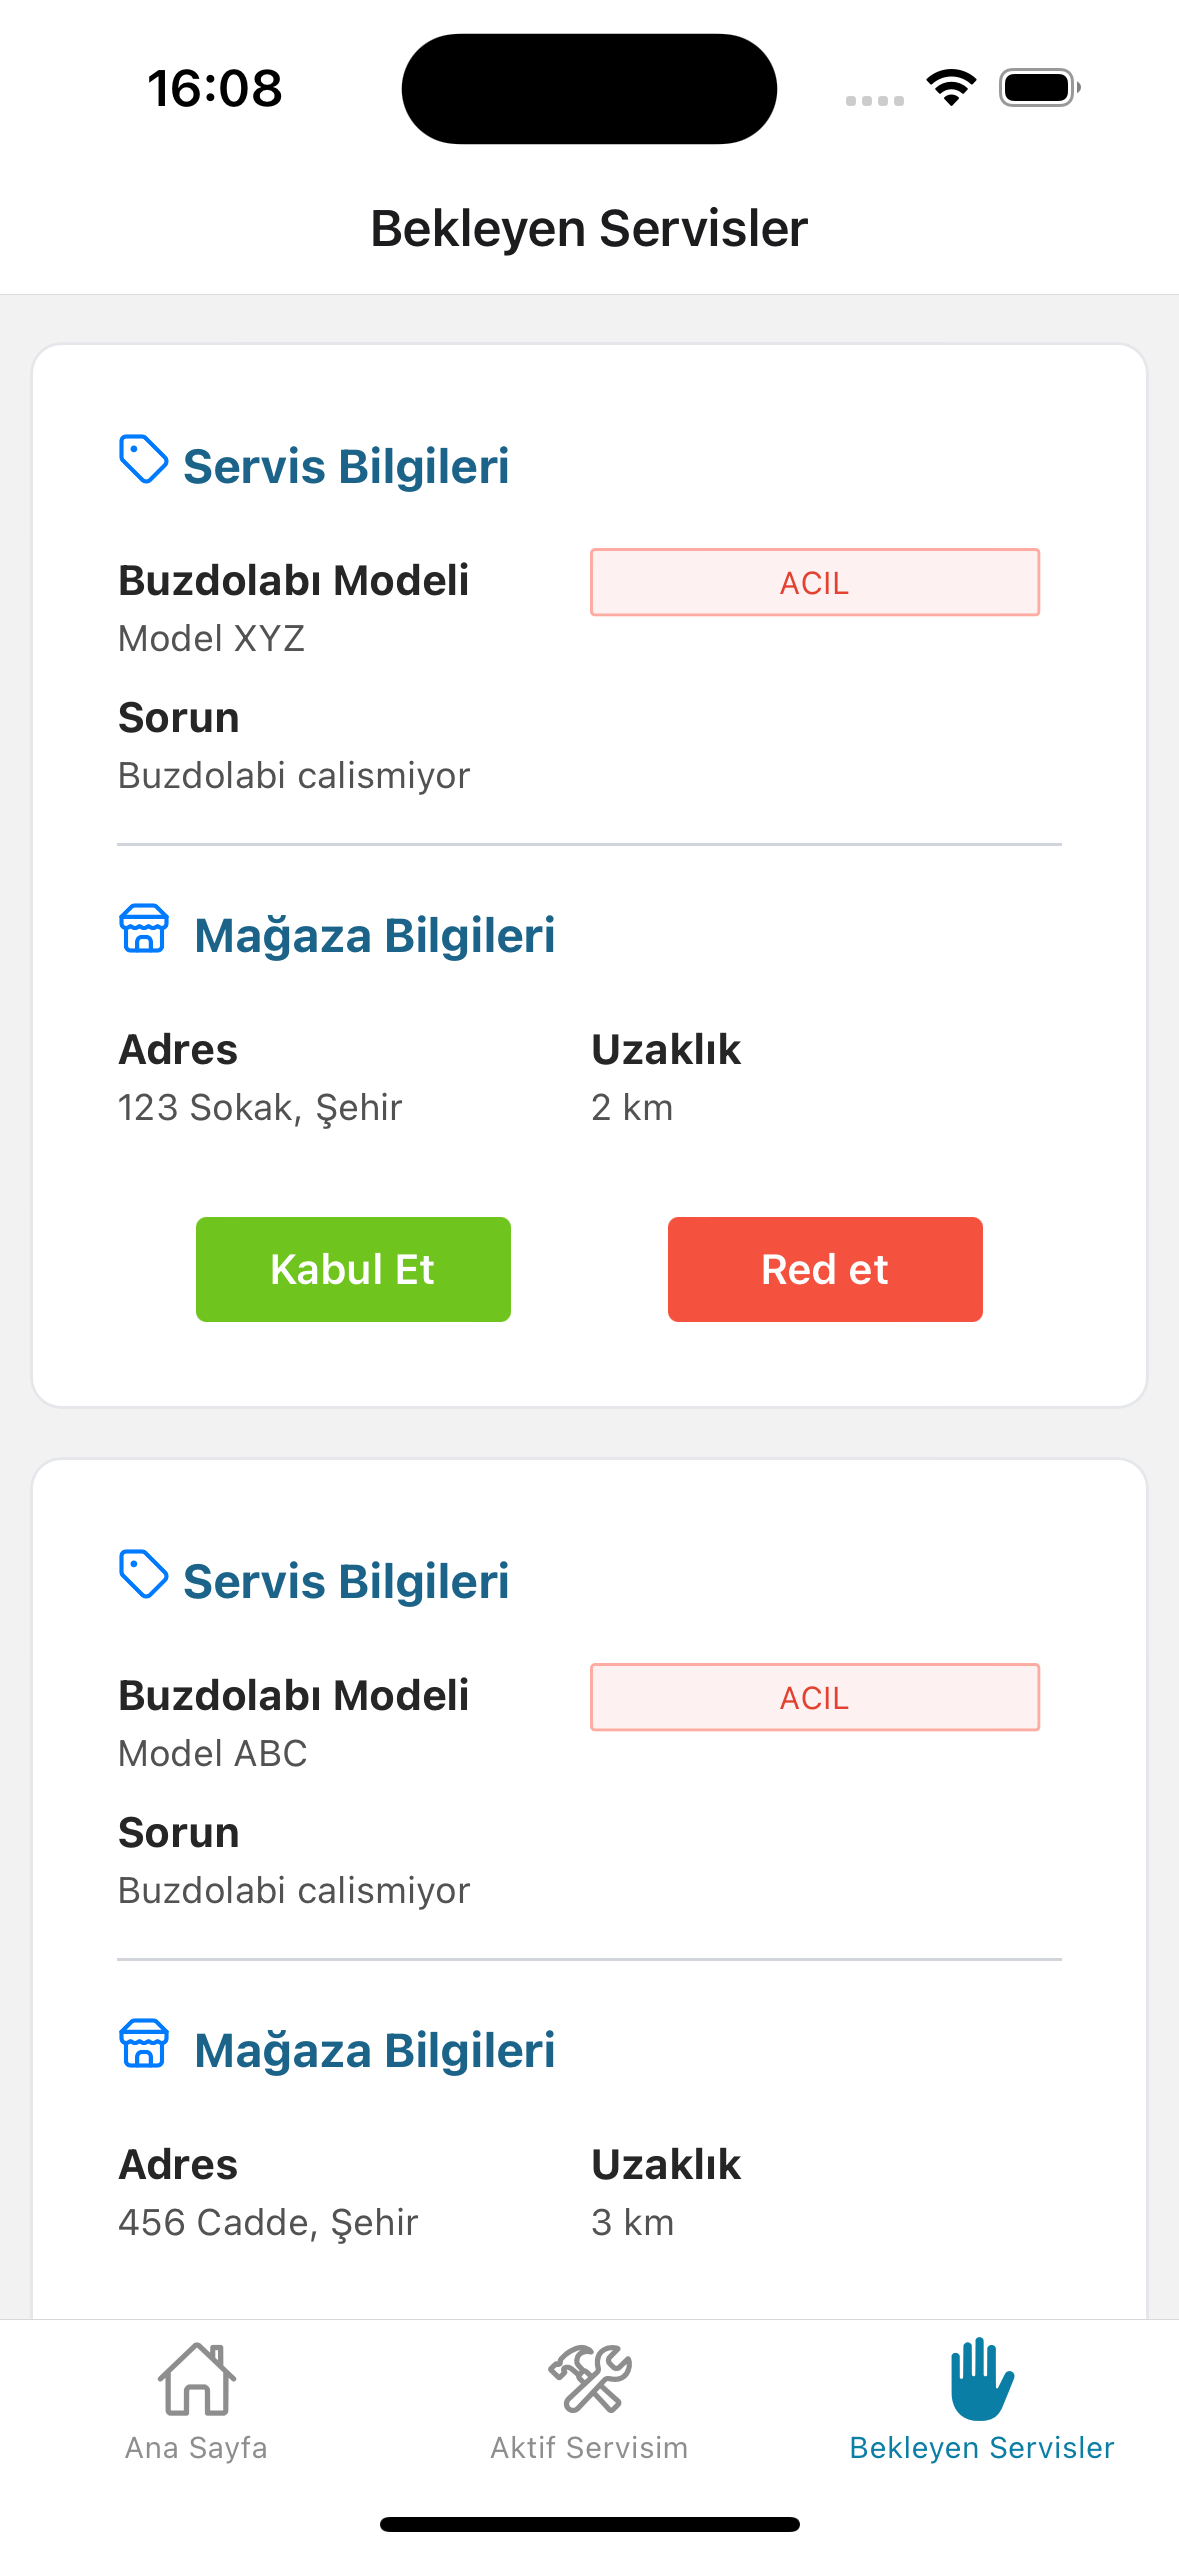 16:08
Bekleyen Servisler
Servis Bilgileri
Buzdolabı Modeli
ACIL
Model XYZ
Sorun
Buzdolabi calismiyor
Mağaza Bilgileri
Adres
Uzaklık
123 Sokak, Şehir
2 km
Kabul Et
Red et
Servis Bilgileri
Buzdolabı Modeli
ACIL
Model ABC
Sorun
Buzdolabi calismiyor
Mağaza Bilgileri
Adres
Uzaklık
456 Cadde, Şehir
3 km
Ana Sayfa
Aktif Servisim
Bekleyen Servisler